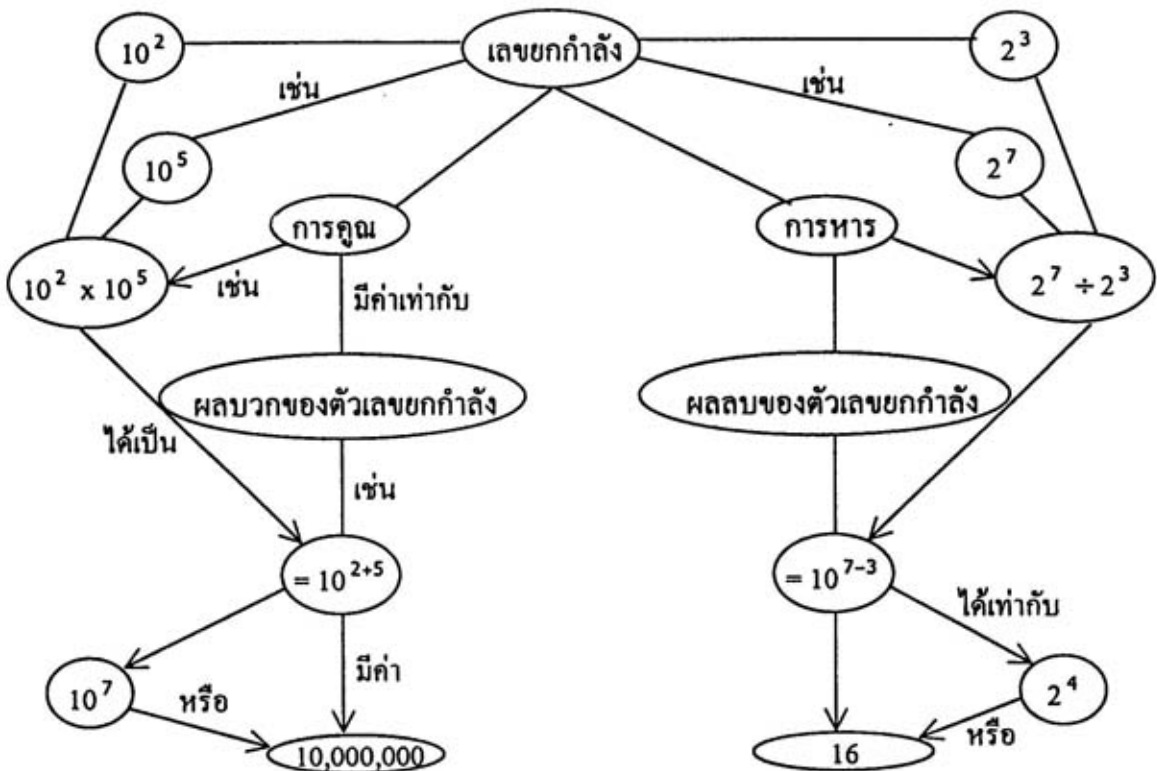 10² เลขยกกำลัง 2³
เช่น เช่น
10⁵ 2⁷
การคูณ การหาร
10² x 10⁵ เช่น มีค่าเท่ากับ 2⁷ ÷ 2³
ผลบวกของตัวเลขยกกำลัง ผลลบของตัวเลขยกกำลัง
ได้เป็น
เช่น
= 10²⁺⁵ = 10⁷⁻³
ได้เท่ากับ
10⁷ หรือ มีค่า 2⁴
หรือ
10,000,000 16